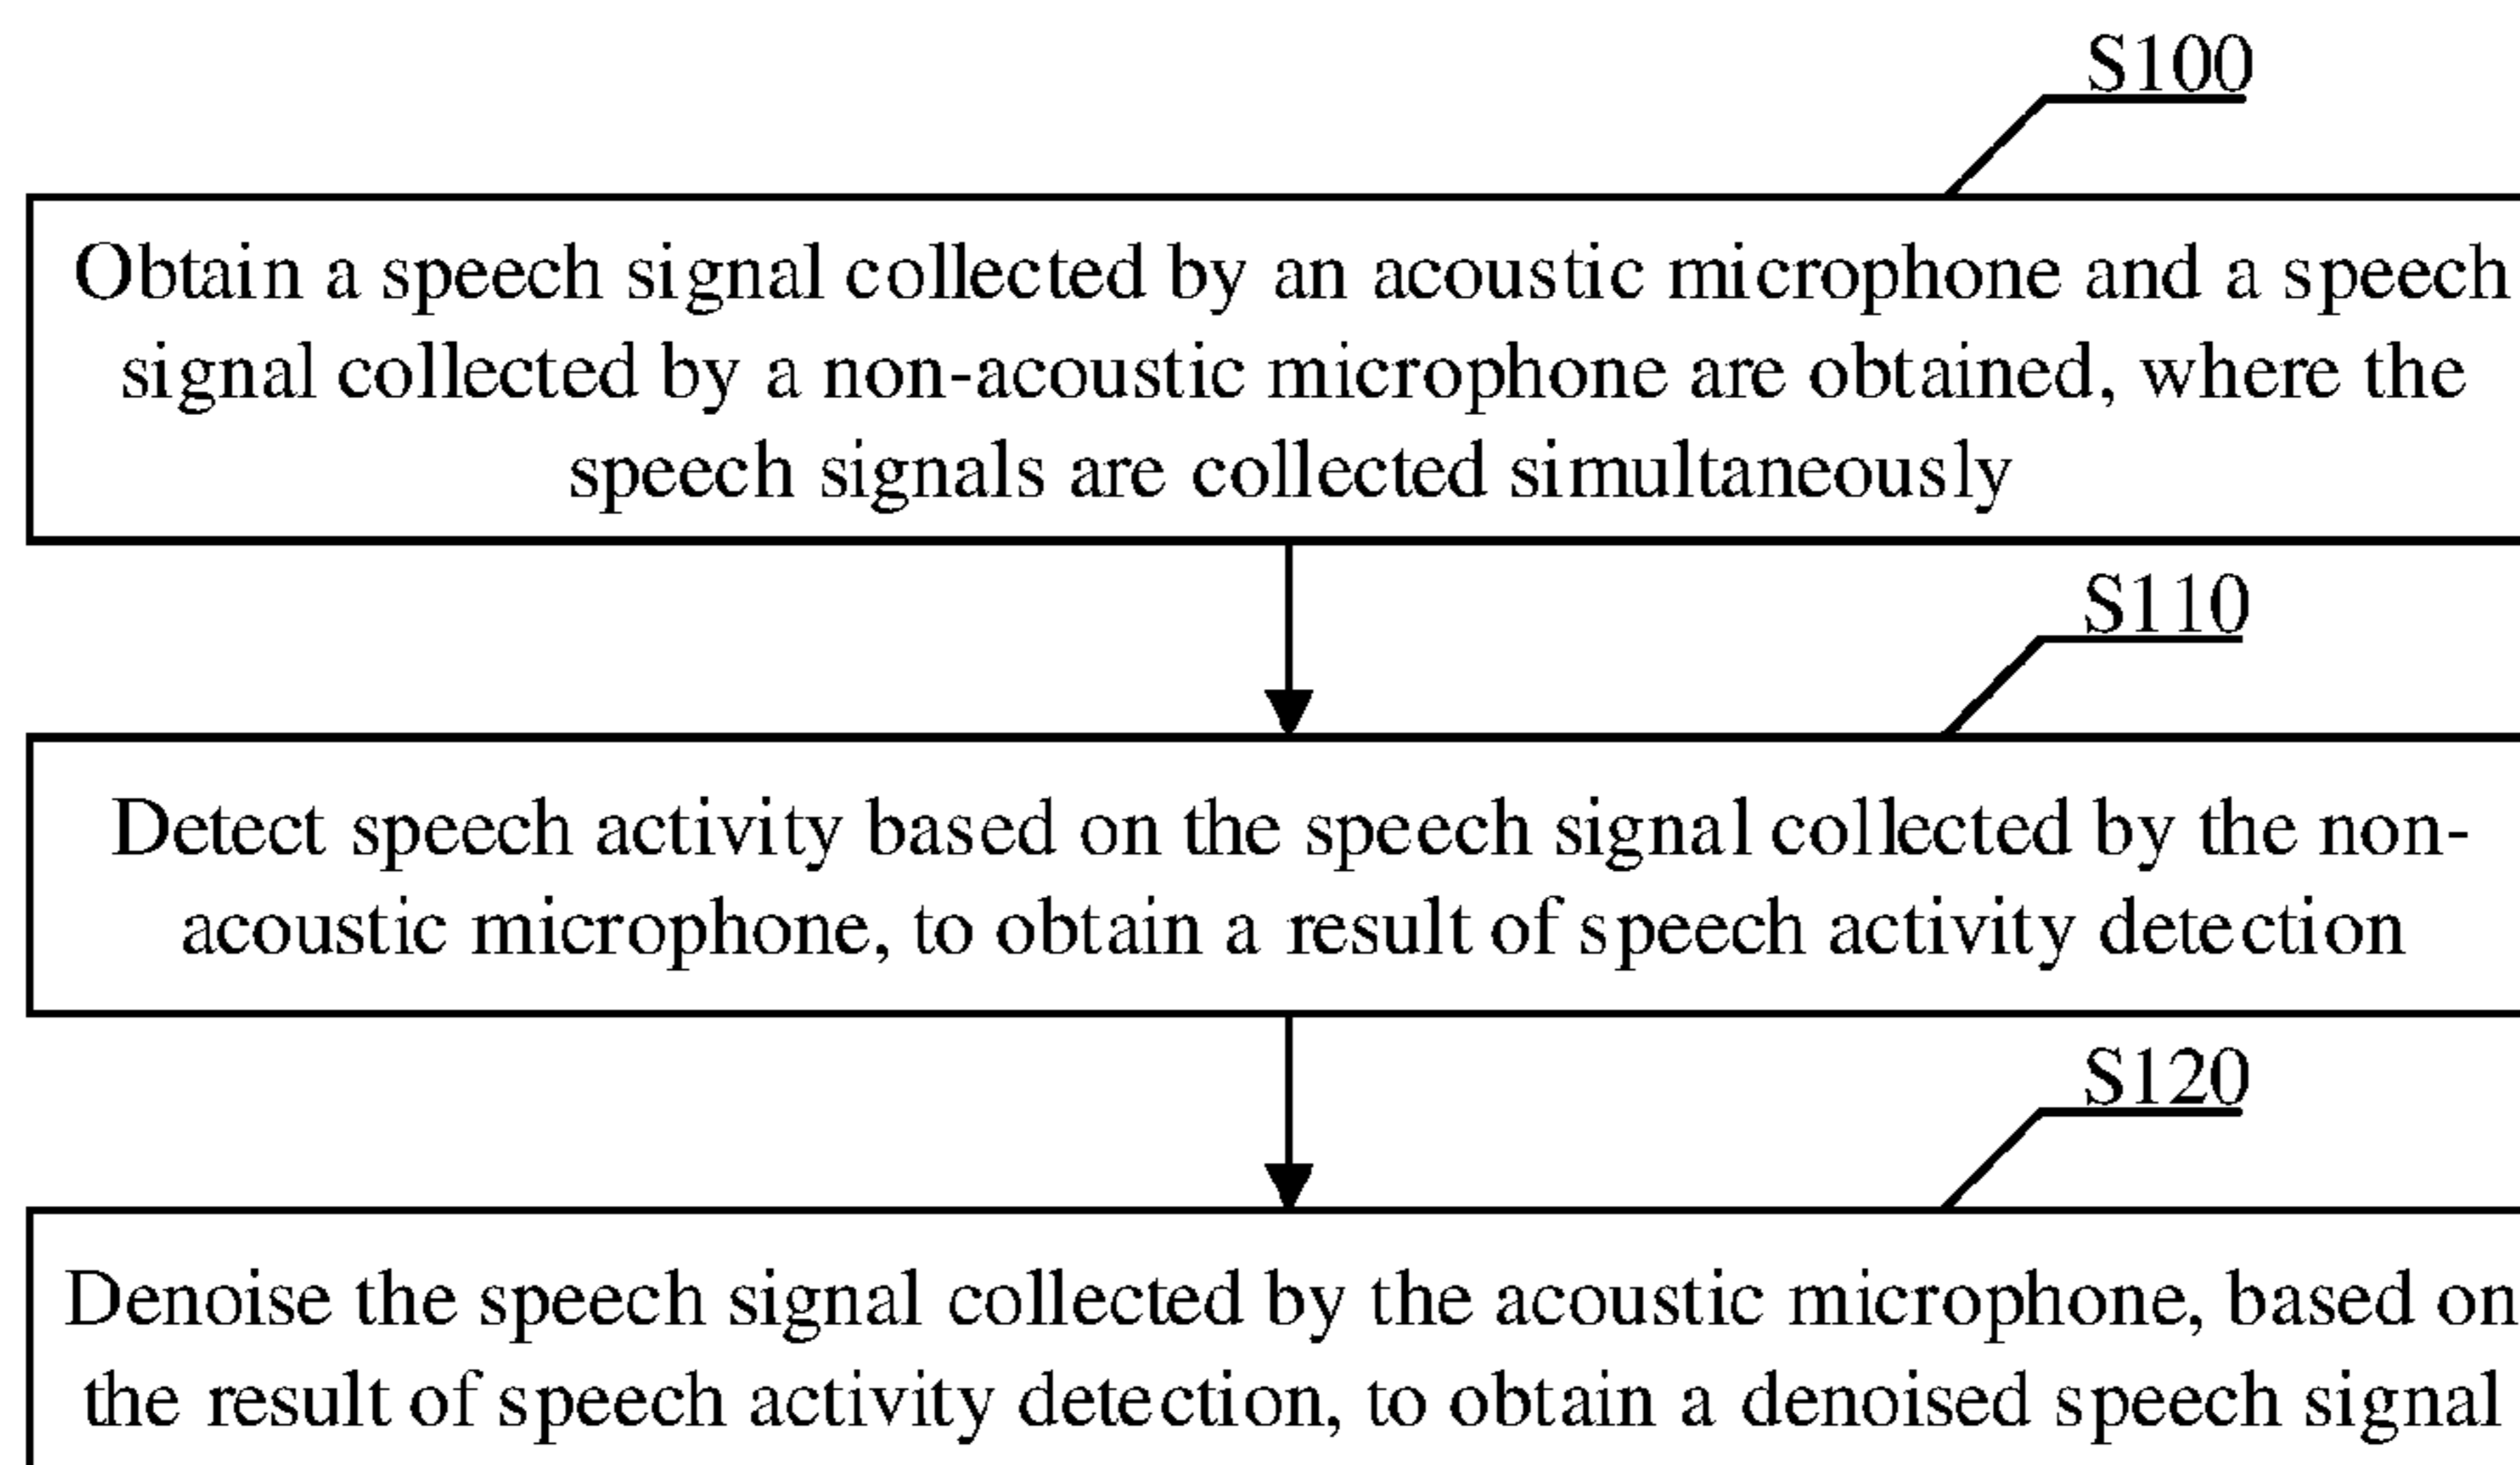 S100
Obtain a speech signal collected by an acoustic microphone and a speech
signal collected by a non-acoustic microphone are obtained, where the
speech signals are collected simultaneously
S110
Detect speech activity based on the speech signal collected by the non-
acoustic microphone, to obtain a result of speech activity detection
S120
Denoise the speech signal collected by the acoustic microphone, based on
the result of speech activity detection, to obtain a denoised speech signal